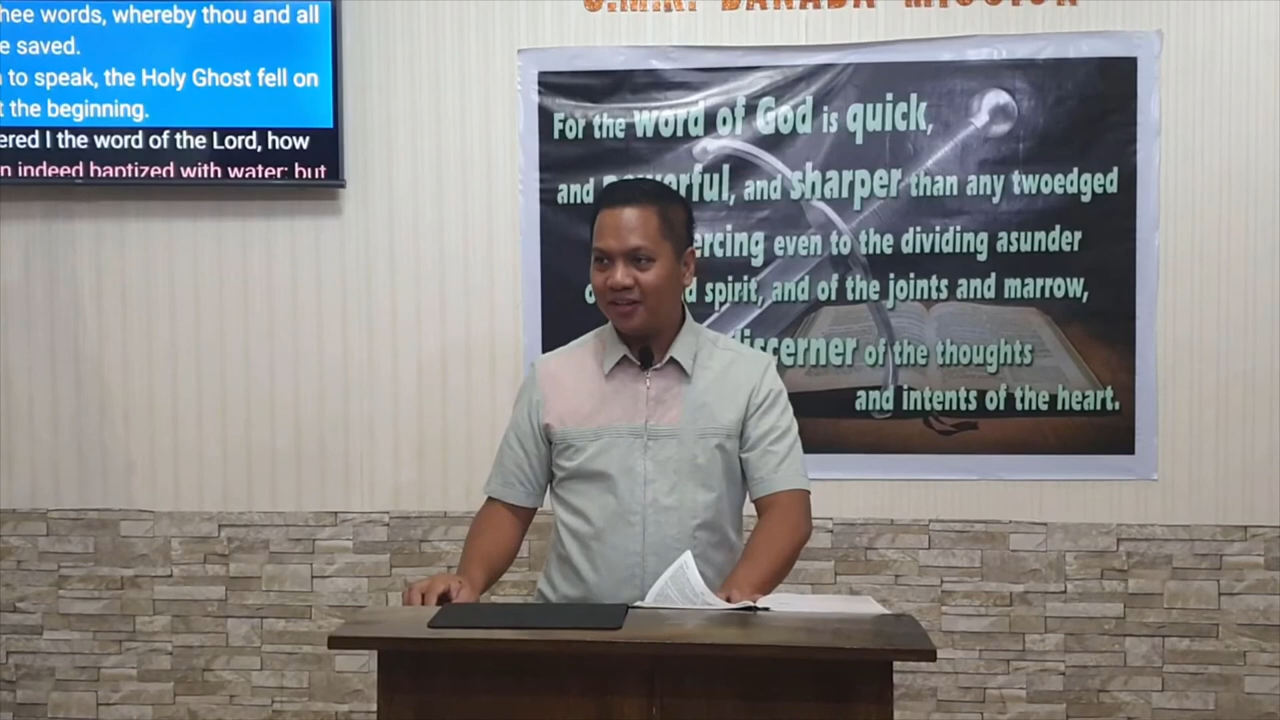 hee words, whereby thou and all
e saved.
to speak, the Holy Ghost fell on
t the beginning.
ered I the word of the Lord, how
n indeed baptized with water: but
BANABA MISSION
For the word of God is quick,
and powerful, and sharper than any twoedged
ercing even to the dividing asunder
d spirit, and of the joints and marrow,
discerner of the thoughts
and intents of the heart.